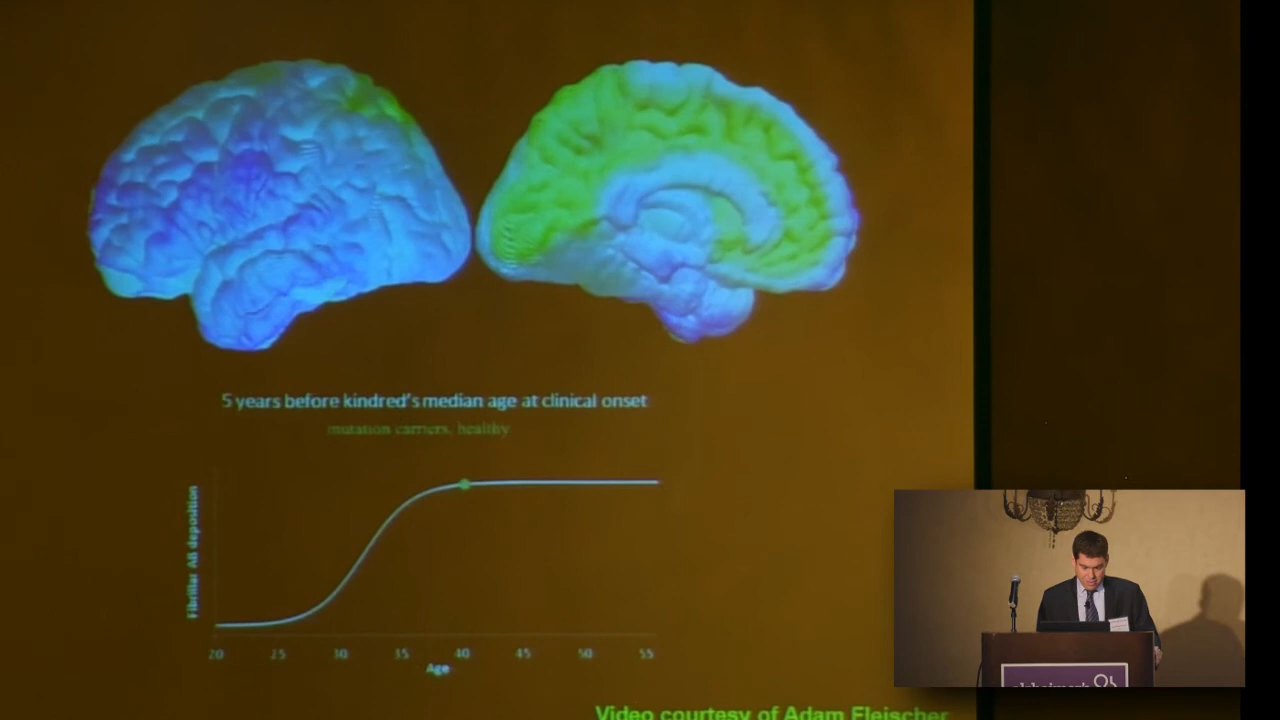 5 years before kindred's median age at clinical onset
mutation carriers, healthy
Fibrillar Aß deposition
20 25 30 35 40 45 50 55
Age
Video courtesy of Adam Fleischer